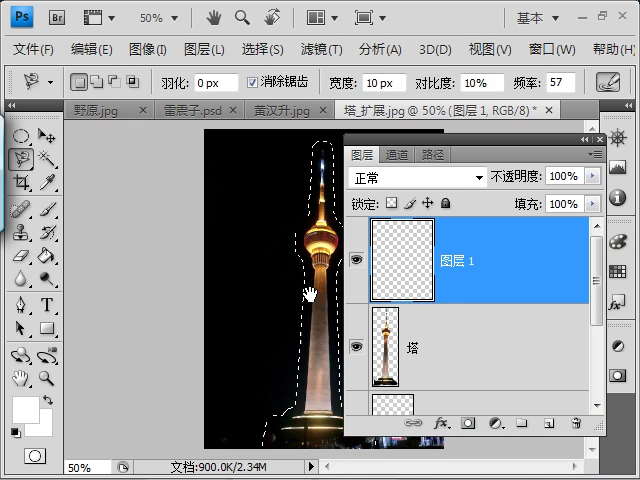 Ps Br 50% 基本
文件(F) 编辑(E) 图像(I) 图层(L) 选择(S) 滤镜(T) 分析(A) 3D(D) 视图(V) 窗口(W) 帮助(H)
羽化: 0 px 消除锯齿 宽度: 10 px 对比度: 10% 频率: 57
野原.jpg 雷震子.psd 黄汉升.jpg 塔_扩展.jpg @ 50% (图层 1, RGB/8) *
图层 通道 路径
正常 不透明度: 100%
锁定: 填充: 100%
图层 1
塔
50% 文档:900.0K/2.34M